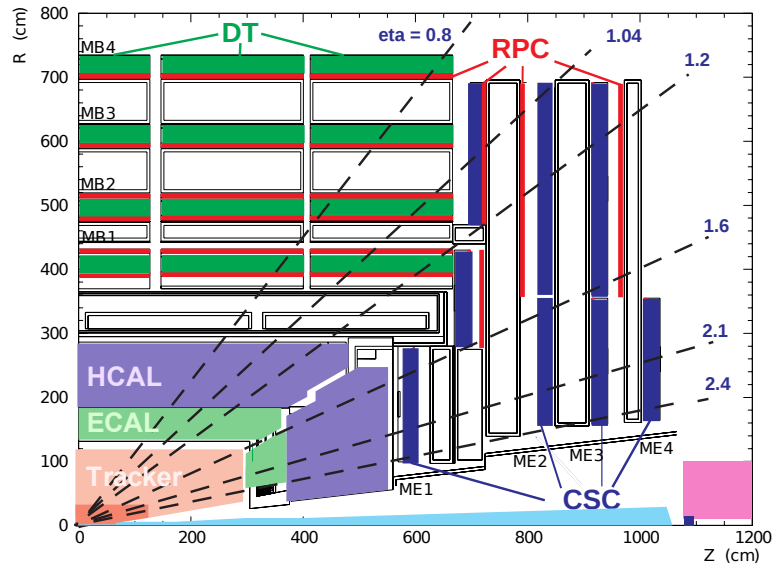 R (cm)
800
700
600
500
400
300
200
100
0
MB4
MB3
MB2
MB1
DT
eta = 0.8
RPC
1.04
1.2
1.6
2.1
2.4
HCAL
ECAL
Tracker
ME1
ME2
ME3
ME4
CSC
0
200
400
600
800
1000
1200
Z (cm)